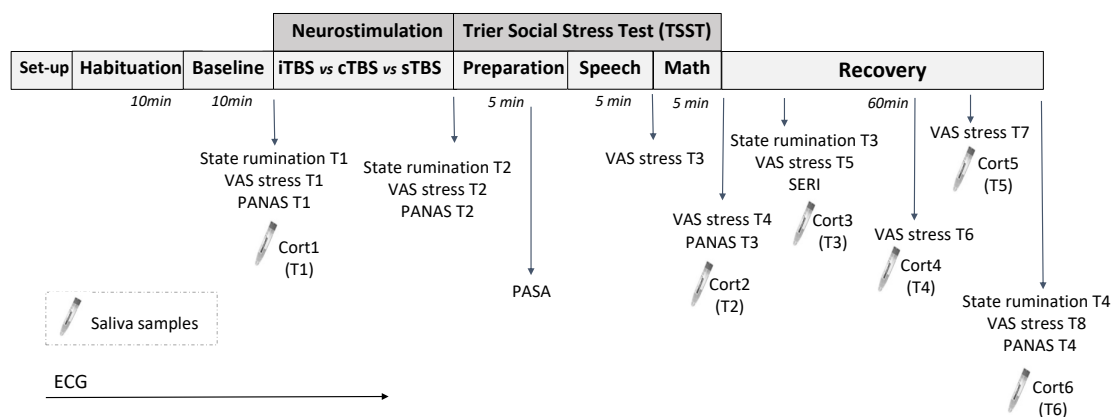 Neurostimulation
Trier Social Stress Test (TSST)
Set-up
Habituation
Baseline
iTBS vs cTBS vs sTBS
Preparation
Speech
Math
Recovery
10min
10min
5 min
5 min
5 min
60min
State rumination T1
VAS stress T1
PANAS T1
Cort1
(T1)
State rumination T2
VAS stress T2
PANAS T2
PASA
VAS stress T3
VAS stress T4
PANAS T3
Cort2
(T2)
State rumination T3
VAS stress T5
SERI
Cort3
(T3)
VAS stress T6
Cort4
(T4)
VAS stress T7
Cort5
(T5)
State rumination T4
VAS stress T8
PANAS T4
Cort6
(T6)
Saliva samples
ECG